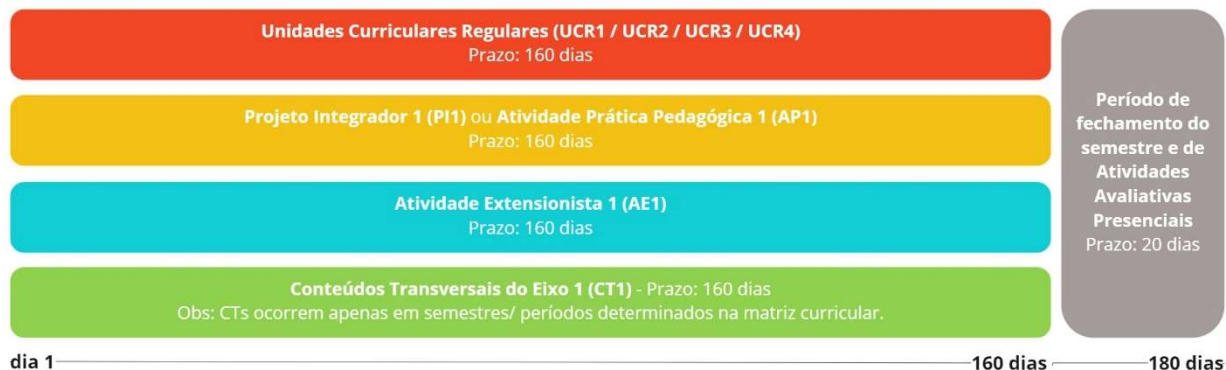 Unidades Curriculares Regulares (UCR1 / UCR2 / UCR3 / UCR4)
Prazo: 160 dias
Projeto Integrador 1 (PI1) ou Atividade Prática Pedagógica 1 (AP1)
Prazo: 160 dias
Atividade Extensionista 1 (AE1)
Prazo: 160 dias
Conteúdos Transversais do Eixo 1 (CT1) - Prazo: 160 dias
Obs: CTs ocorrem apenas em semestres/ períodos determinados na matriz curricular.
Período de
fechamento do
semestre e de
Atividades
Avaliativas
Presenciais
Prazo: 20 dias
dia 1
160 dias
180 dias